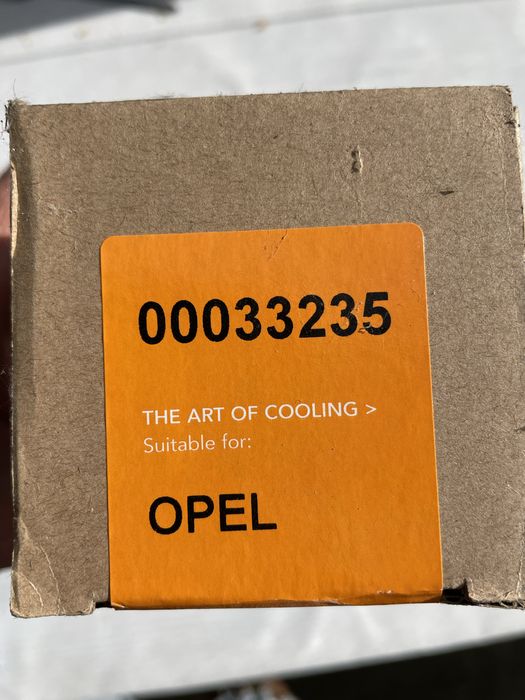 00033235
THE ART OF COOLING >
Suitable for:
OPEL